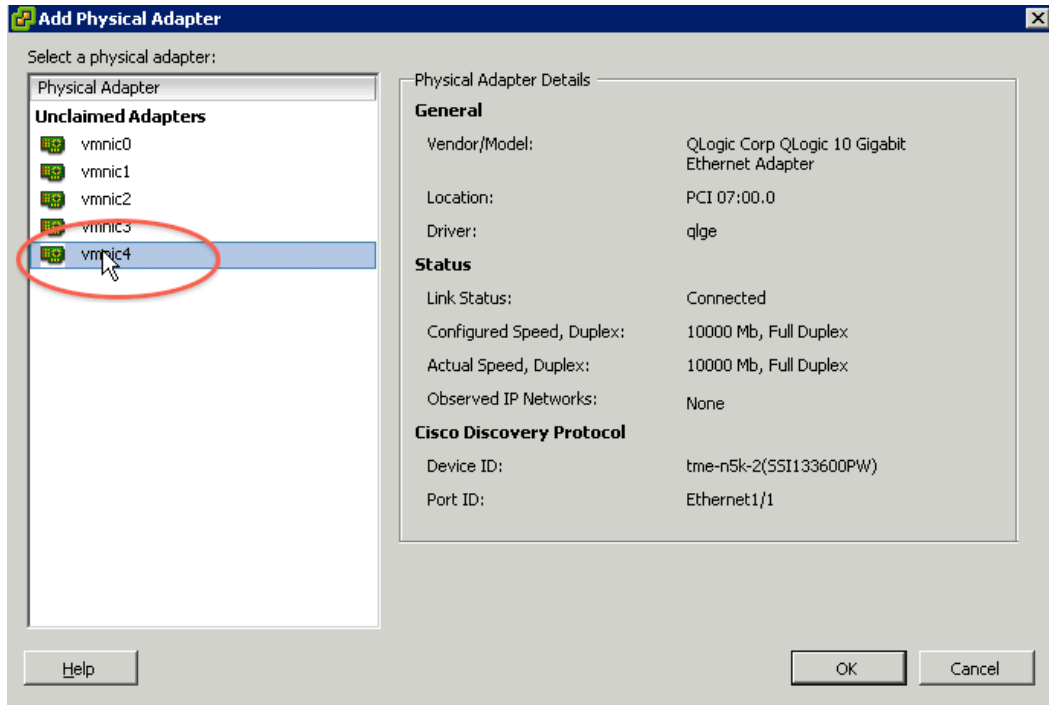 Add Physical Adapter
Select a physical adapter:
Physical Adapter
Unclaimed Adapters
vmnic0
vmnic1
vmnic2
vmnic3
vmnic4
Physical Adapter Details
General
Vendor/Model: QLogic Corp QLogic 10 Gigabit
Ethernet Adapter
Location: PCI 07:00.0
Driver: qlge
Status
Link Status: Connected
Configured Speed, Duplex: 10000 Mb, Full Duplex
Actual Speed, Duplex: 10000 Mb, Full Duplex
Observed IP Networks: None
Cisco Discovery Protocol
Device ID: tme-n5k-2(SSI133600PW)
Port ID: Ethernet1/1
Help
OK
Cancel